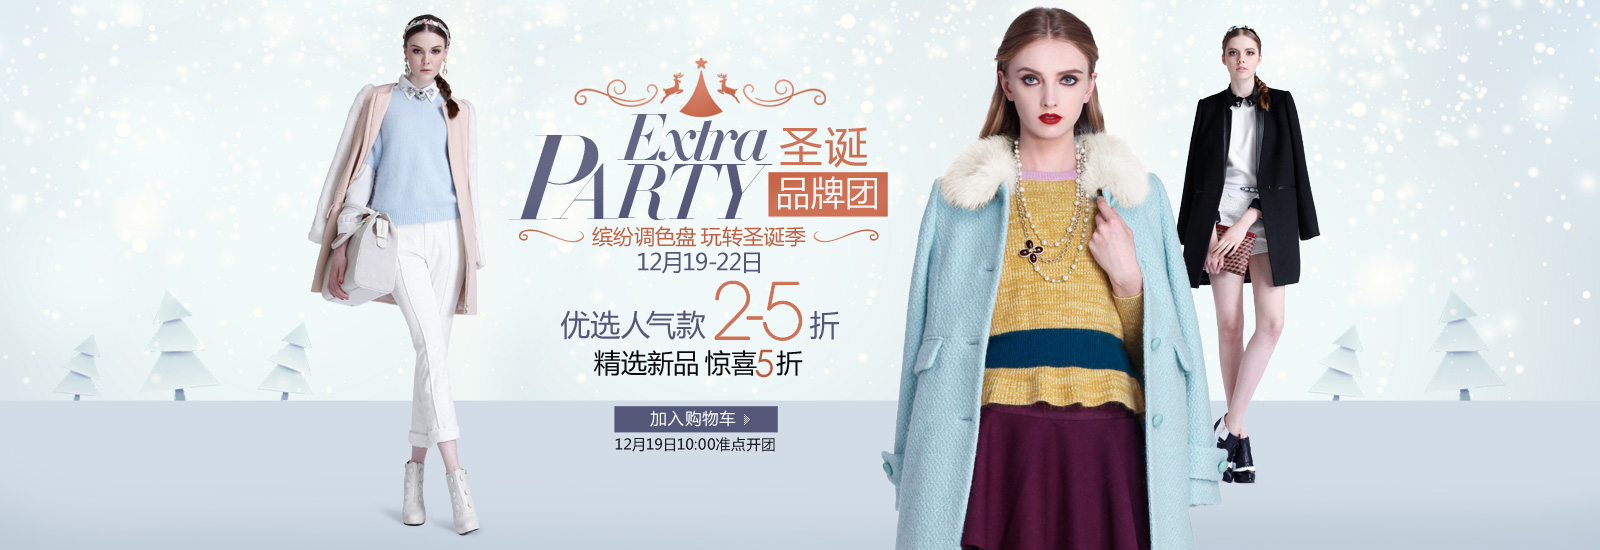 Extra
PARTY
圣诞
品牌团
缤纷调色盘 玩转圣诞季
12月19-22日
优选人气款 2-5 折
精选新品 惊喜5折
加入购物车
12月19日10:00准点开团